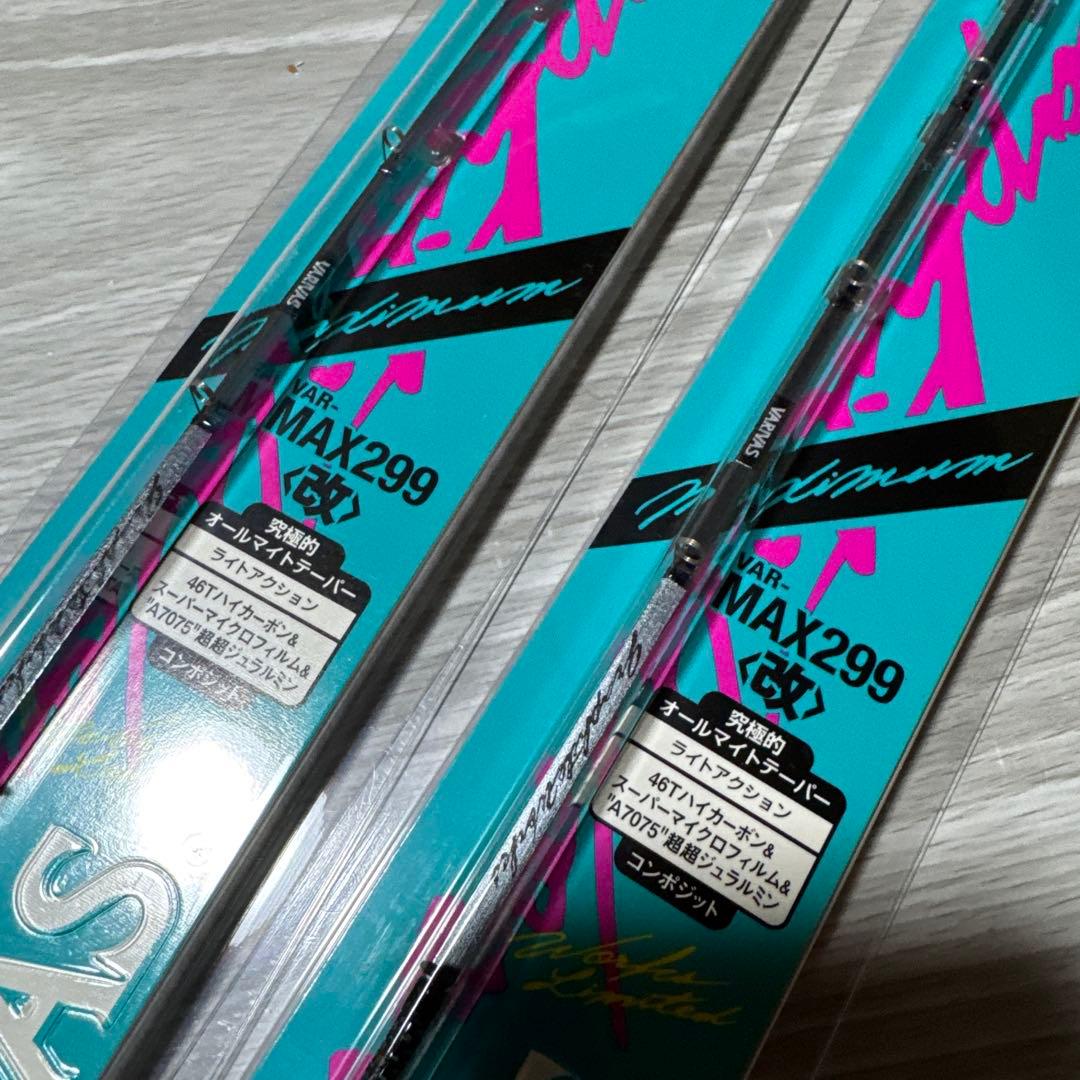 VARIVAS
VAR-
MAX299
〈改〉
究極的
オールマイトテーパー
ライトアクション
46Tハイカーボン&
スーパーマイクロフィルム&
"A7075"超超ジュラルミン
コンポジット
AS
VARIVAS
VAR-
MAX299
〈改〉
究極的
オールマイトテーパー
ライトアクション
46Tハイカーボン&
スーパーマイクロフィルム&
"A7075"超超ジュラルミン
コンポジット
Works
Limited